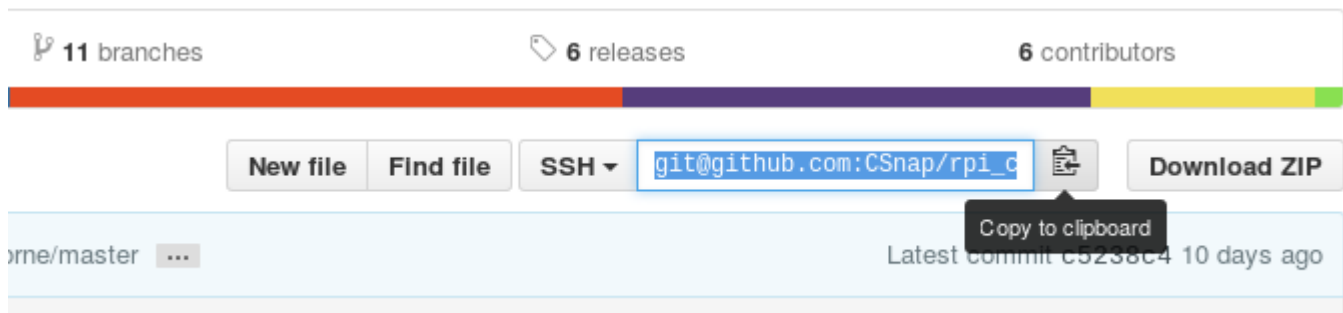 11 branches
6 releases
6 contributors
New file
Find file
SSH
git@github.com:CSnap/rpi_c
Download ZIP
Copy to clipboard
orne/master
...
Latest commit c5238c4 10 days ago